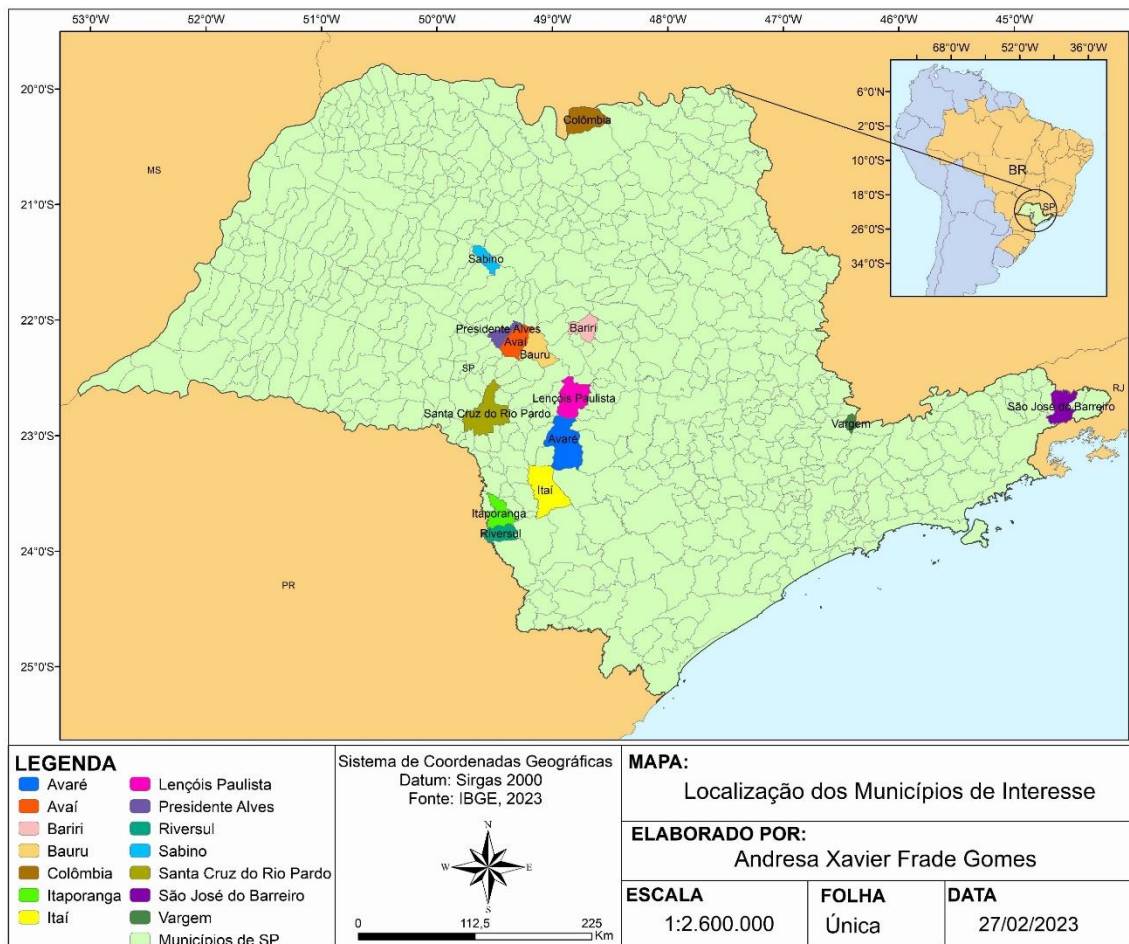 53°0'W 52°0'W 51°0'W 50°0'W 49°0'W 48°0'W 47°0'W 46°0'W 45°0'W
20°0'S
21°0'S
22°0'S
23°0'S
24°0'S
25°0'S
68°0'W 52°0'W 36°0'W
6°0'N
2°0'S
10°0'S
18°0'S
26°0'S
34°0'S
BR
SP
MS
Colômbia
Sabino
Presidente Alves
Avaí
Bauru
Bariri
SP
Lençóis Paulista
Santa Cruz do Rio Pardo
Avaré
Itaí
Itaporanga
Riversul
Vargem
São José do Barreiro
RJ
PR
LEGENDA
Avaré
Avaí
Bariri
Bauru
Colômbia
Itaporanga
Itaí
Lençóis Paulista
Presidente Alves
Riversul
Sabino
Santa Cruz do Rio Pardo
São José do Barreiro
Vargem
Municípios de SP
Sistema de Coordenadas Geográficas
Datum: Sirgas 2000
Fonte: IBGE, 2023
N
W E
S
0 112,5 225
Km
MAPA:
Localização dos Municípios de Interesse
ELABORADO POR:
Andresa Xavier Frade Gomes
ESCALA
1:2.600.000
FOLHA
Única
DATA
27/02/2023